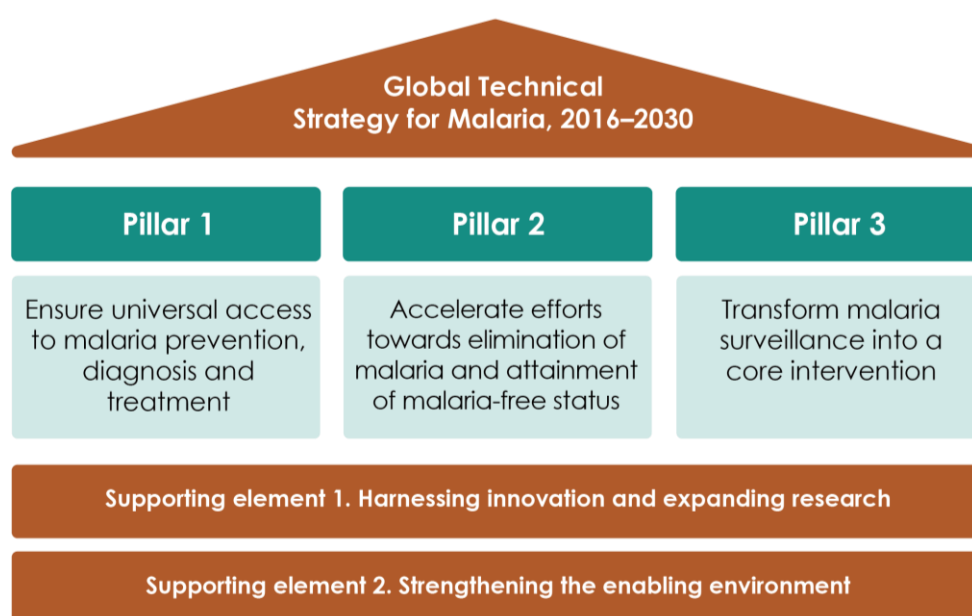 Global Technical
Strategy for Malaria, 2016–2030
Pillar 1
Ensure universal access
to malaria prevention,
diagnosis and
treatment
Pillar 2
Accelerate efforts
towards elimination of
malaria and attainment
of malaria-free status
Pillar 3
Transform malaria
surveillance into a
core intervention
Supporting element 1. Harnessing innovation and expanding research
Supporting element 2. Strengthening the enabling environment